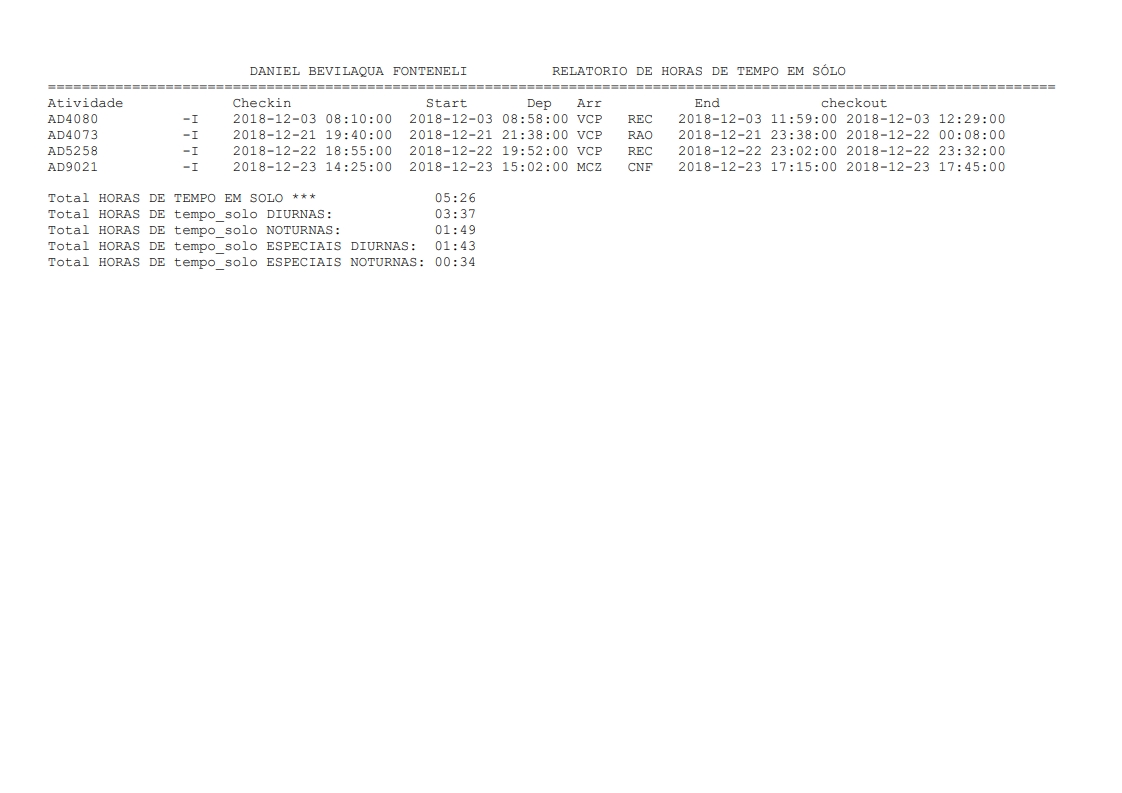 DANIEL BEVILAQUA FONTENELI          RELATORIO DE HORAS DE TEMPO EM SÓLO
========================================================================================================================
Atividade             Checkin                Start       Dep   Arr           End            checkout
AD4080          -I    2018-12-03 08:10:00  2018-12-03 08:58:00 VCP   REC   2018-12-03 11:59:00 2018-12-03 12:29:00
AD4073          -I    2018-12-21 19:40:00  2018-12-21 21:38:00 VCP   RAO   2018-12-21 23:38:00 2018-12-22 00:08:00
AD5258          -I    2018-12-22 18:55:00  2018-12-22 19:52:00 VCP   REC   2018-12-22 23:02:00 2018-12-22 23:32:00
AD9021          -I    2018-12-23 14:25:00  2018-12-23 15:02:00 MCZ   CNF   2018-12-23 17:15:00 2018-12-23 17:45:00
Total HORAS DE TEMPO EM SOLO ***              05:26
Total HORAS DE tempo_solo DIURNAS:            03:37
Total HORAS DE tempo_solo NOTURNAS:           01:49
Total HORAS DE tempo_solo ESPECIAIS DIURNAS:  01:43
Total HORAS DE tempo_solo ESPECIAIS NOTURNAS: 00:34